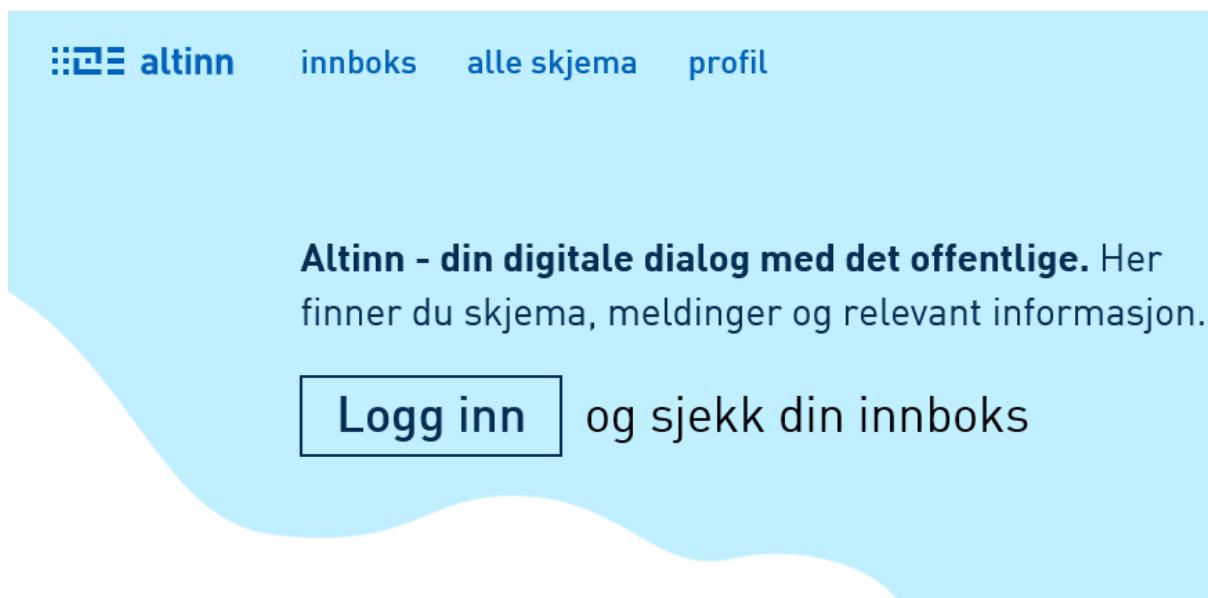 altinn innboks alle skjema profil
Altinn - din digitale dialog med det offentlige. Her
finner du skjema, meldinger og relevant informasjon.
Logg inn og sjekk din innboks